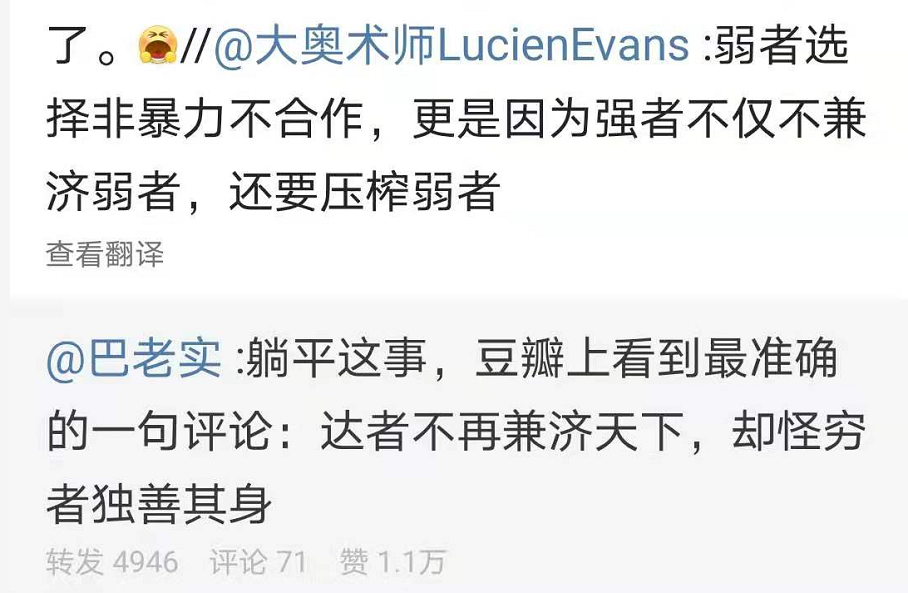 了。😫//@大奥术师LucienEvans :弱者选
择非暴力不合作，更是因为强者不仅不兼
济弱者，还要压榨弱者
查看翻译
@巴老实 :躺平这事，豆瓣上看到最准确
的一句评论：达者不再兼济天下，却怪穷
者独善其身
转发 4946 评论 71 赞 1.1万